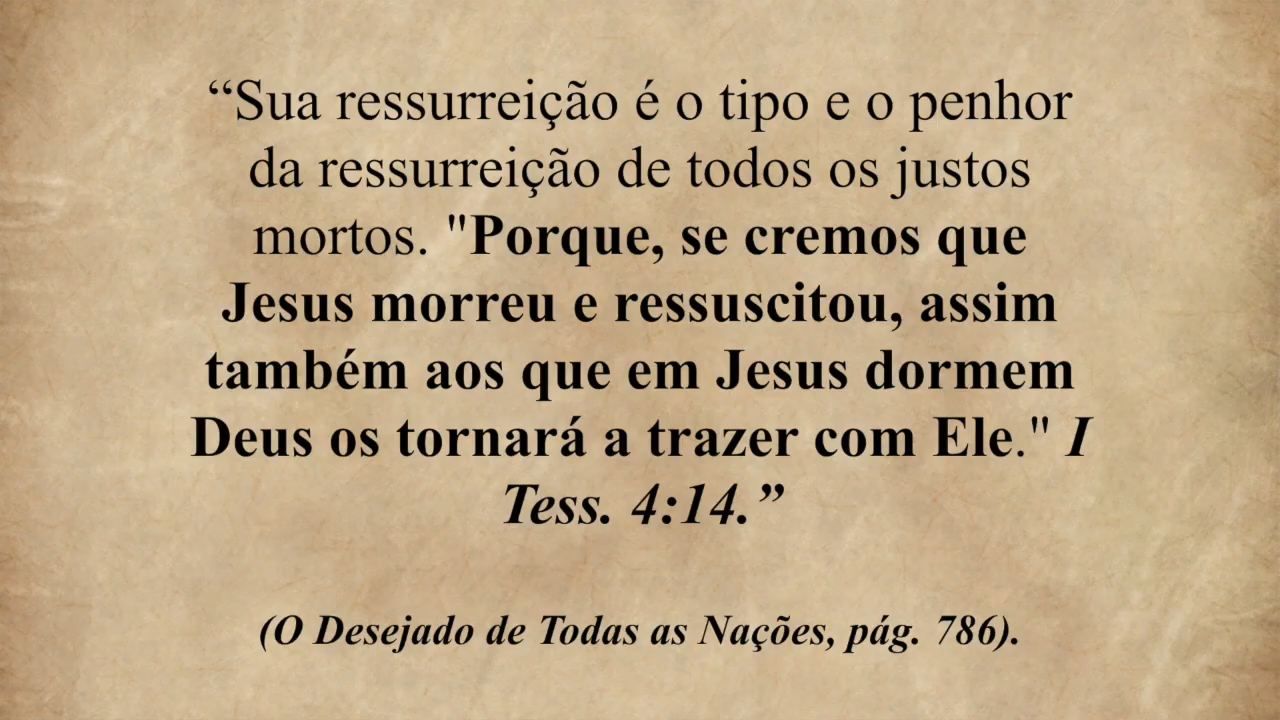 “Sua ressurreição é o tipo e o penhor
da ressurreição de todos os justos
mortos. "Porque, se cremos que
Jesus morreu e ressuscitou, assim
também aos que em Jesus dormem
Deus os tornará a trazer com Ele." I
Tess. 4:14.”
(O Desejado de Todas as Nações, pág. 786).